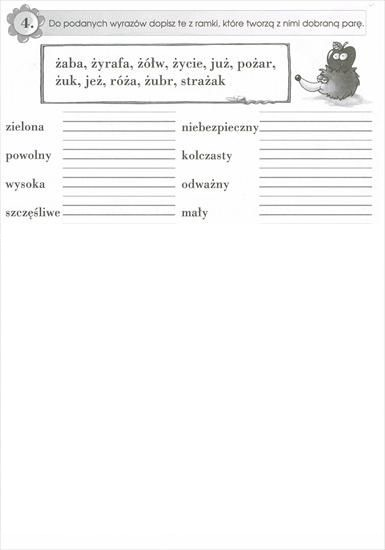 4. Do podanych wyrazów dopisz te z ramki, które tworzą z nimi dobraną parę.
żaba, żyrafa, żółw, życie, już, pożar,
żuk, jeż, róża, żubr, strażak
zielona
niebezpieczny
powolny
kolczasty
wysoka
odważny
szczęśliwe
mały